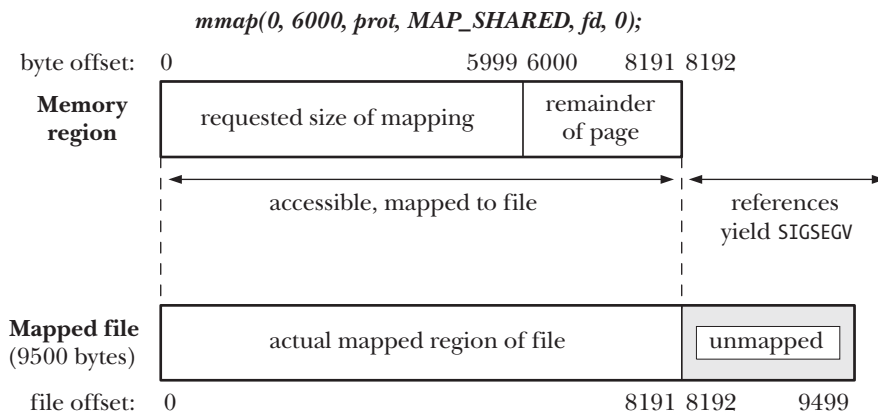 mmap(0, 6000, prot, MAP_SHARED, fd, 0);
byte offset: 0 5999 6000 8191 8192
Memory
region
requested size of mapping
remainder
of page
accessible, mapped to file
references
yield SIGSEGV
Mapped file
(9500 bytes)
actual mapped region of file
unmapped
file offset: 0 8191 8192 9499